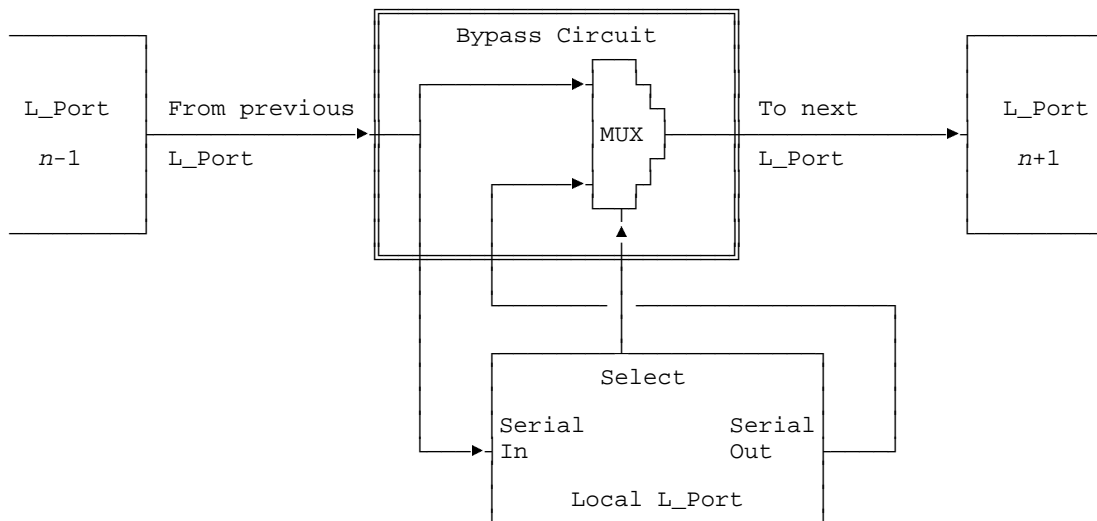 Bypass Circuit
L_Port
n-1
From previous
L_Port
MUX
To next
L_Port
L_Port
n+1
Select
Serial
In
Serial
Out
Local L_Port